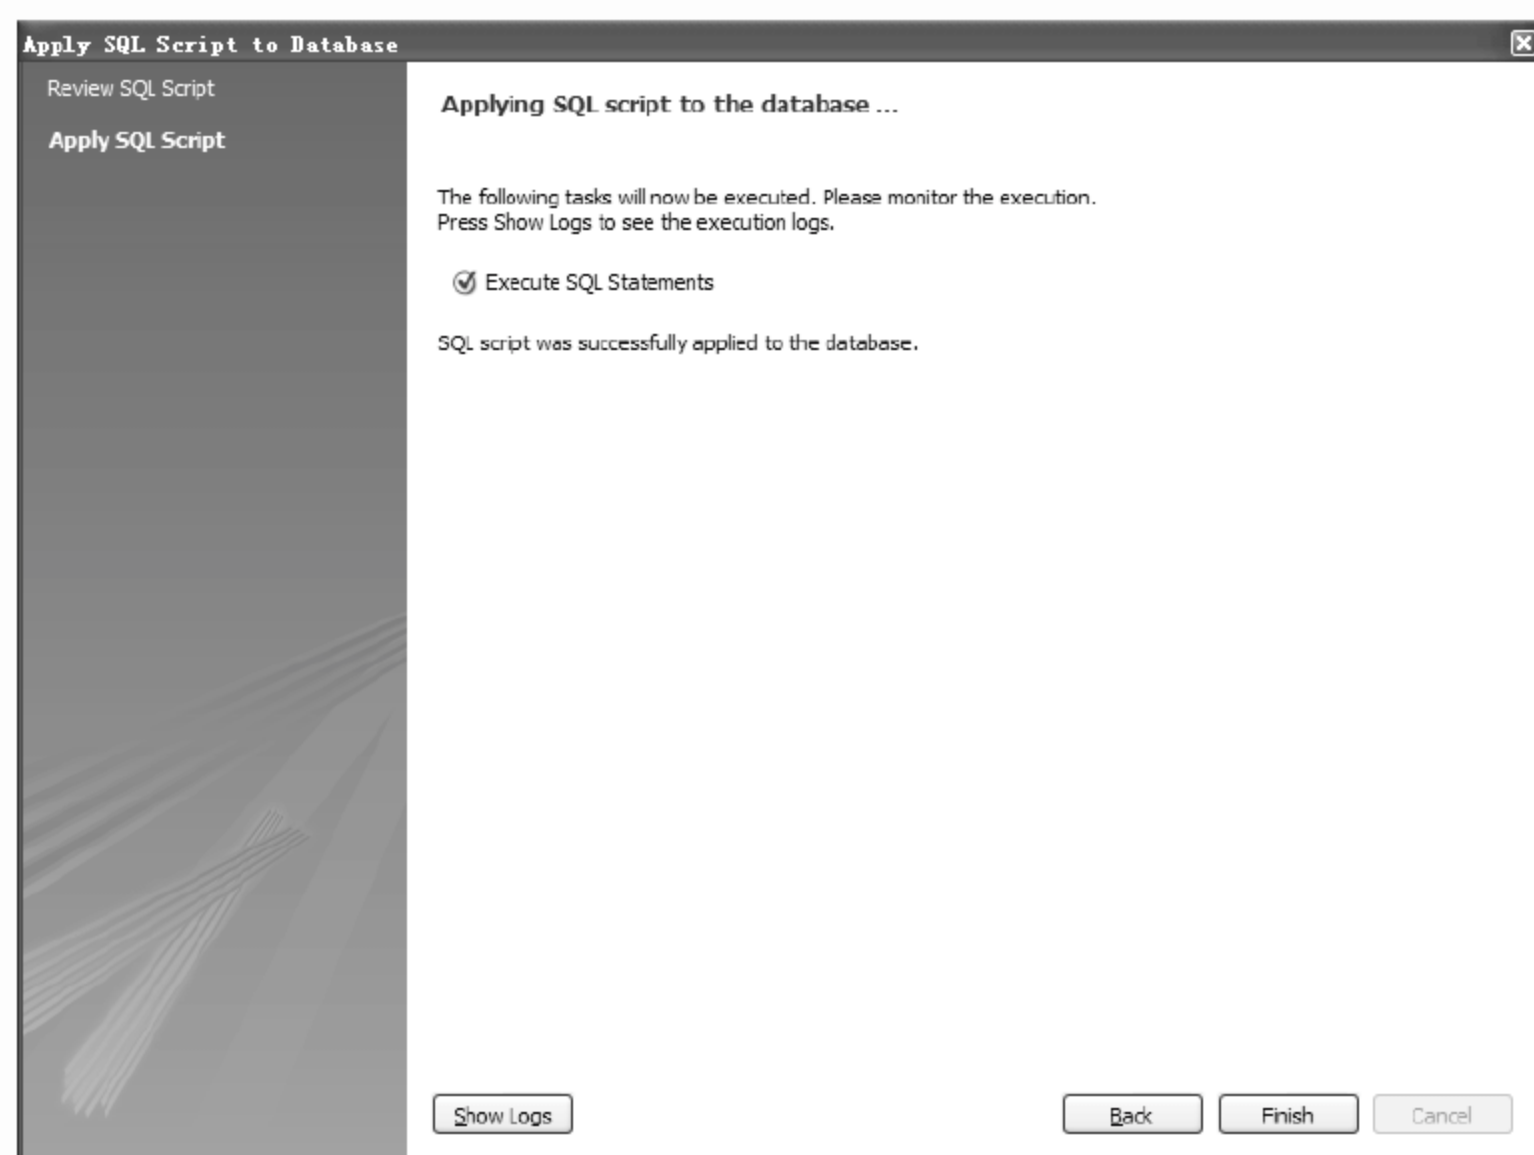 Apply SQL Script to Database
Review SQL Script
Apply SQL Script
Applying SQL script to the database ...
The following tasks will now be executed. Please monitor the execution.
Press Show Logs to see the execution logs.
Execute SQL Statements
SQL script was successfully applied to the database.
Show Logs
Back
Finish
Cancel